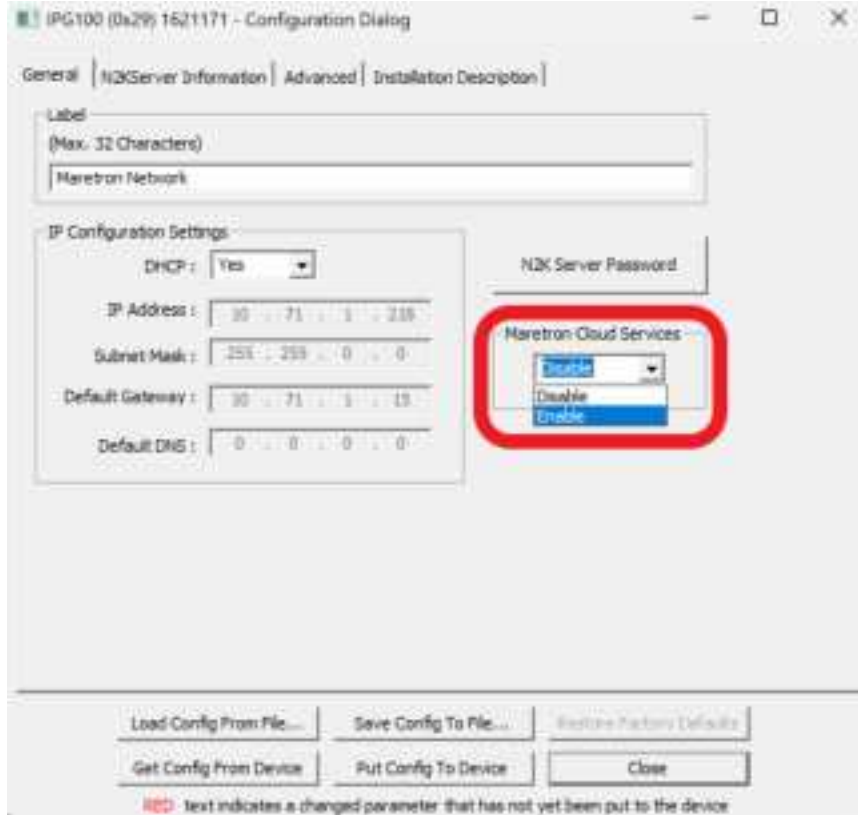 IPG100 (0x29) 1621171 - Configuration Dialog
General N2KServer Information Advanced Installation Description
Label
(Max. 32 Characters)
Maretron Network
IP Configuration Settings
DHCP : Yes
N2K Server Password
IP Address : 10 . 71 . 1 .
Maretron Cloud Services
Subnet Mask : 255 . 255 . 0 . 0
Disable
Default Gateway : 10 . 71 . 1 . 15
Disable
Enable
Default DNS : 0 . 0 . 0 . 0
Load Config From File... Save Config To File... Restore Factory Defaults
Get Config From Device Put Config To Device Close
RED text indicates a changed parameter that has not yet been put to the device